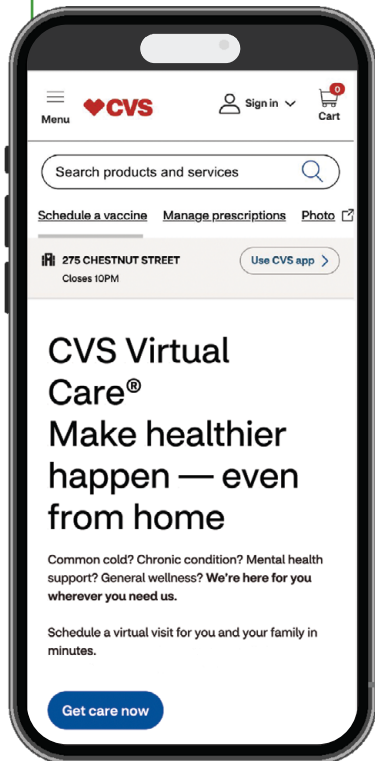 Menu
CVS
Sign in
0
Cart
Search products and services
Schedule a vaccine Manage prescriptions Photo
275 CHESTNUT STREET
Closes 10PM
Use CVS app
CVS Virtual
Care®
Make healthier
happen — even
from home
Common cold? Chronic condition? Mental health
support? General wellness? We're here for you
wherever you need us.
Schedule a virtual visit for you and your family in
minutes.
Get care now